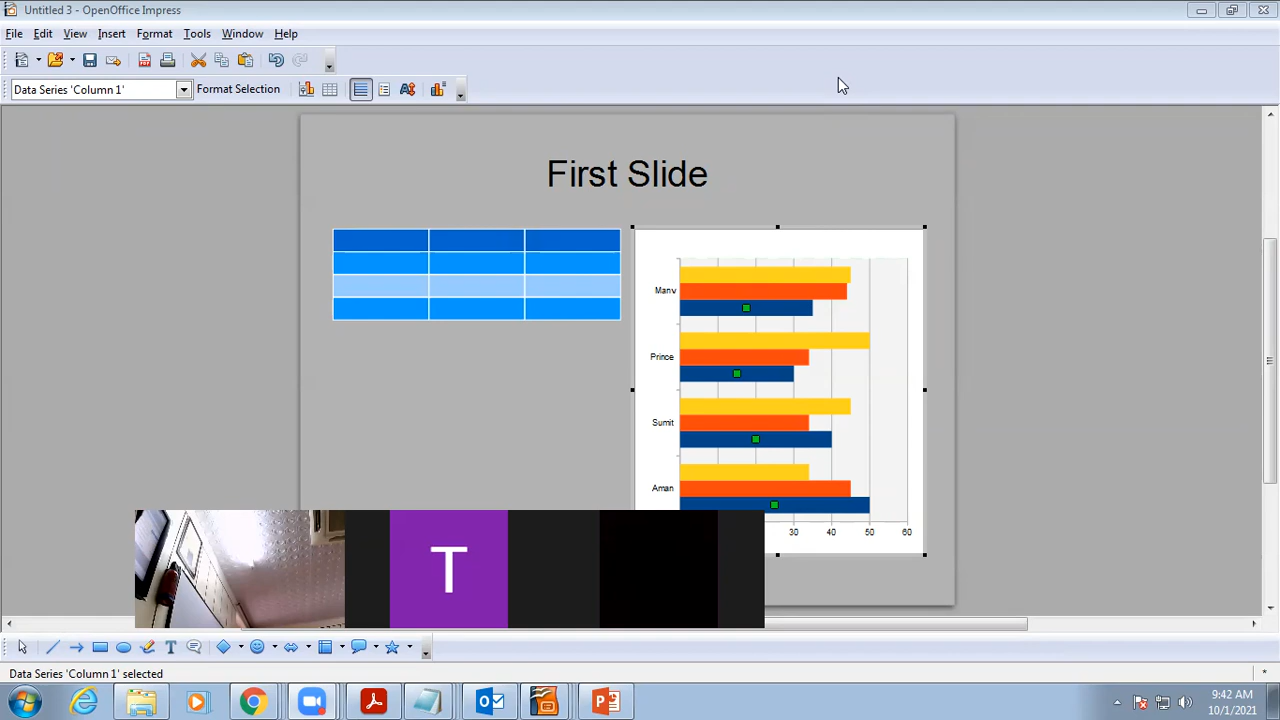 Untitled 3 - OpenOffice Impress
File Edit View Insert Format Tools Window Help
Data Series 'Column 1' Format Selection
First Slide
Manv
Prince
Sumit
Aman
30 40 50 60
T
Data Series 'Column 1' selected
*
9:42 AM
10/1/2021